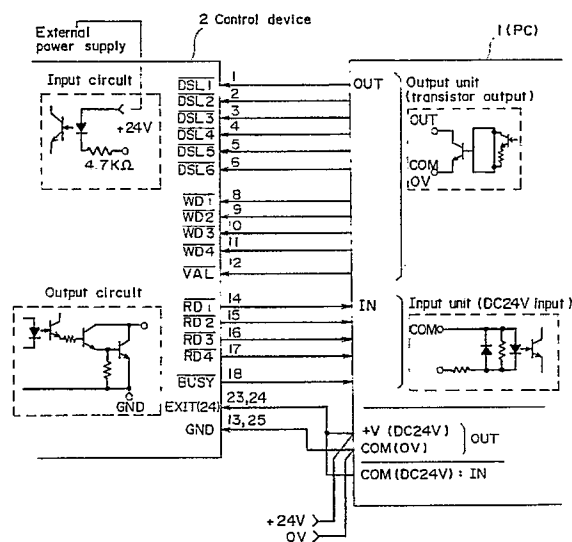 External
power supply
2 Control device
1 (PC)
Input circuit
+24V
4.7KΩ
DSL1 1
DSL2 2
DSL3 3
DSL4 4
DSL5 5
DSL6 6
WD1 8
WD2 9
WD3 10
WD4 11
VAL 12
OUT
Output unit
(transistor output)
OUT
COM
OV
Output circuit
GND
RD1 14
RD2 15
RD3 16
RD4 17
BUSY 18
EXIT(24) 23,24
GND 13,25
IN
Input unit (DC24V input)
COM
+V (DC24V)
COM(OV)
OUT
COM(DC24V) : IN
+24V
OV